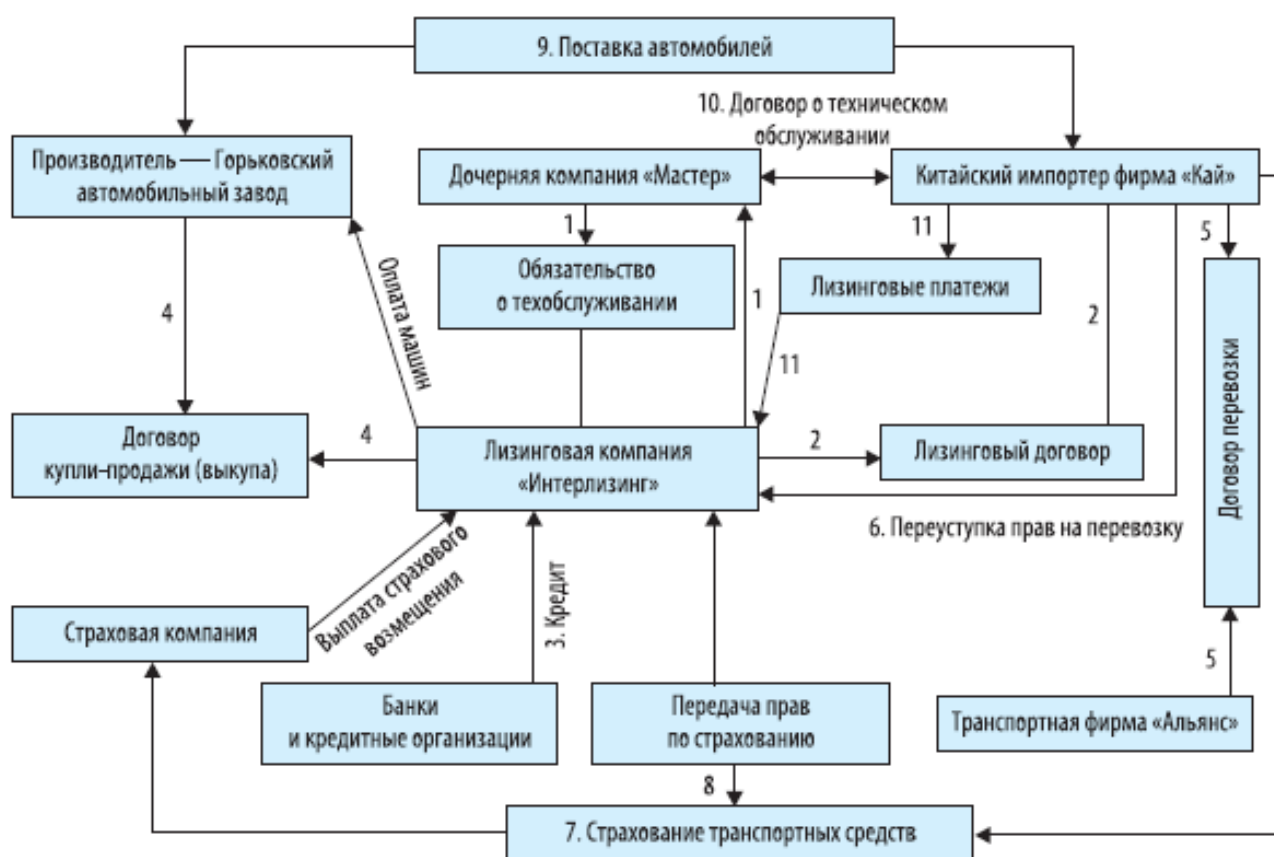 9. Поставка автомобилей
10. Договор о техническом
обслуживании
Производитель — Горьковский
автомобильный завод
Дочерняя компания «Мастер»
Китайский импортер фирма «Кай»
1
11
5
Обязательство
о техобслуживании
Лизинговые платежи
4
Оплата машин
1
2
11
Договор перевозки
Договор
купли-продажи (выкупа)
4
Лизинговая компания
«Интерлизинг»
2
Лизинговый договор
6. Переуступка прав на перевозку
Выплата страхового
возмещения
3. Кредит
Страховая компания
5
Банки
и кредитные организации
Передача прав
по страхованию
Транспортная фирма «Альянс»
8
7. Страхование транспортных средств